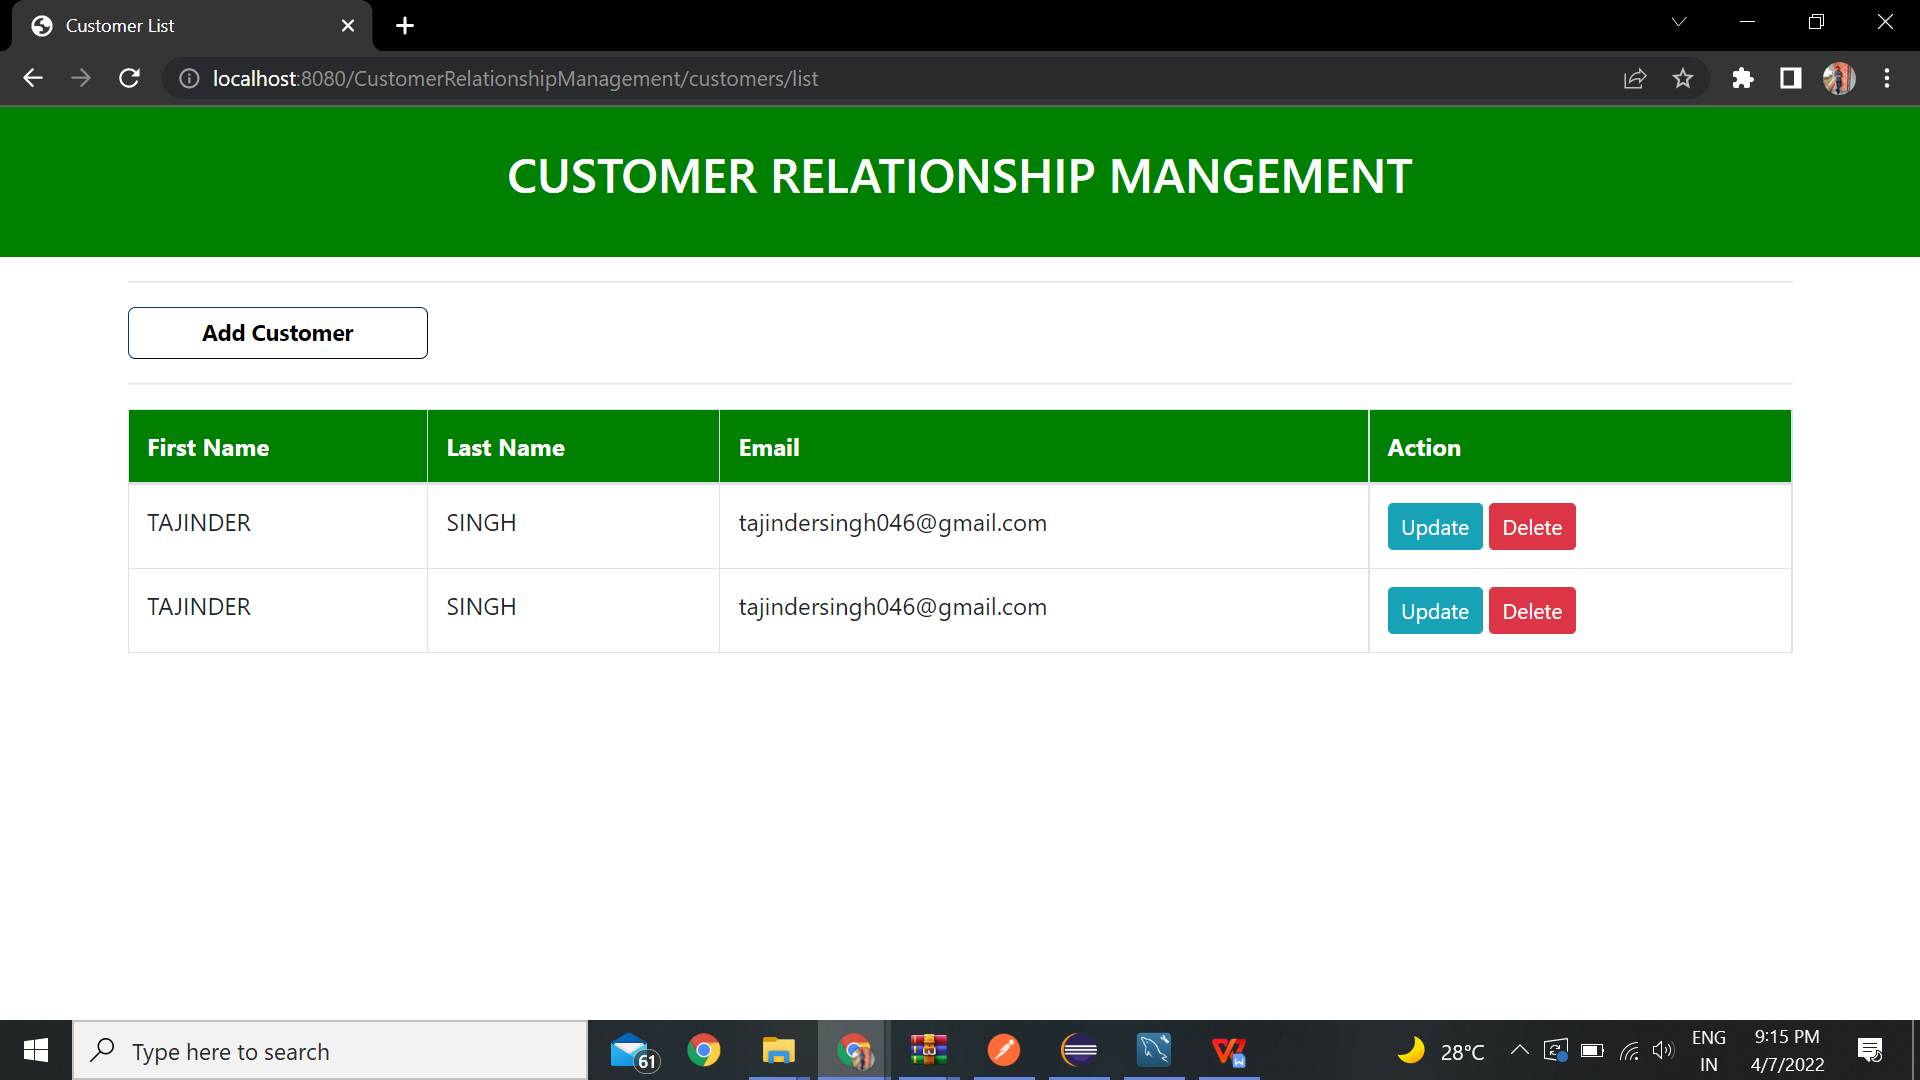 Customer List
localhost:8080/CustomerRelationshipManagement/customers/list
CUSTOMER RELATIONSHIP MANGEMENT
Add Customer
First Name Last Name Email Action
TAJINDER SINGH tajindersingh046@gmail.com Update Delete
TAJINDER SINGH tajindersingh046@gmail.com Update Delete
Type here to search 61 28°C ENG 9:15 PM
IN 4/7/2022